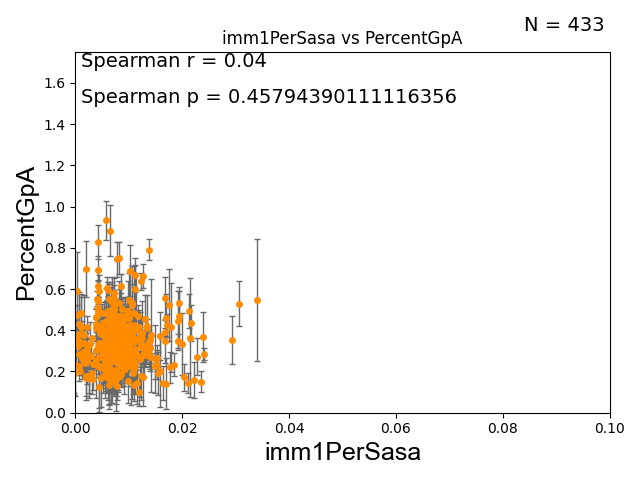 N = 433
imm1PerSasa vs PercentGpA
Spearman r = 0.04
Spearman p = 0.45794390111116356
PercentGpA
1.6
1.4
1.2
1.0
0.8
0.6
0.4
0.2
0.0
0.00 0.02 0.04 0.06 0.08 0.10
imm1PerSasa